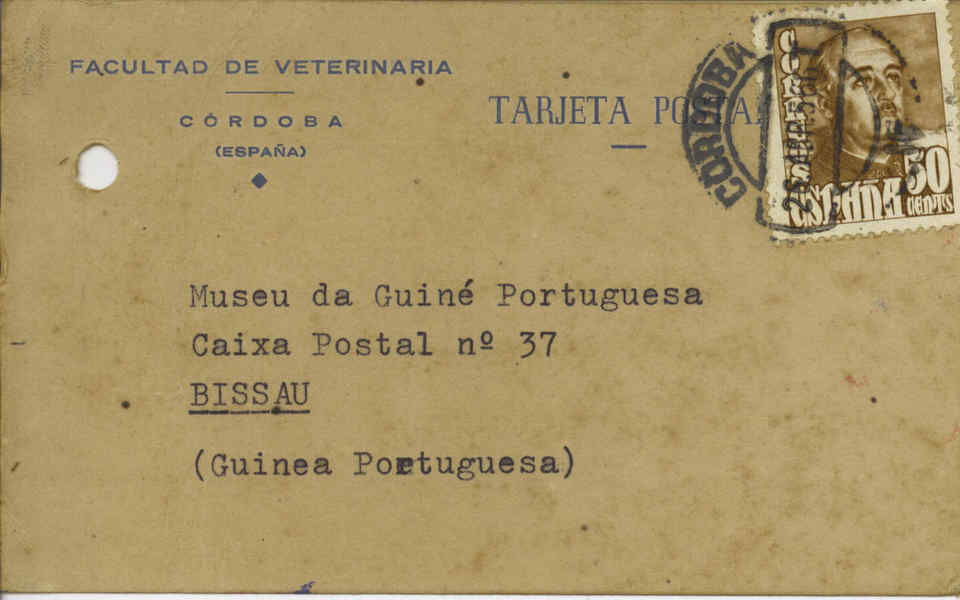 FACULTAD DE VETERINARIA
CÓRDOBA
(ESPAÑA)
TARJETA POSTAL
CORDOBA
CORREOS
ESPAÑA
50
CENTS
Museu da Guiné Portuguesa
Caixa Postal nº 37
BISSAU
(Guinea Portuguesa)